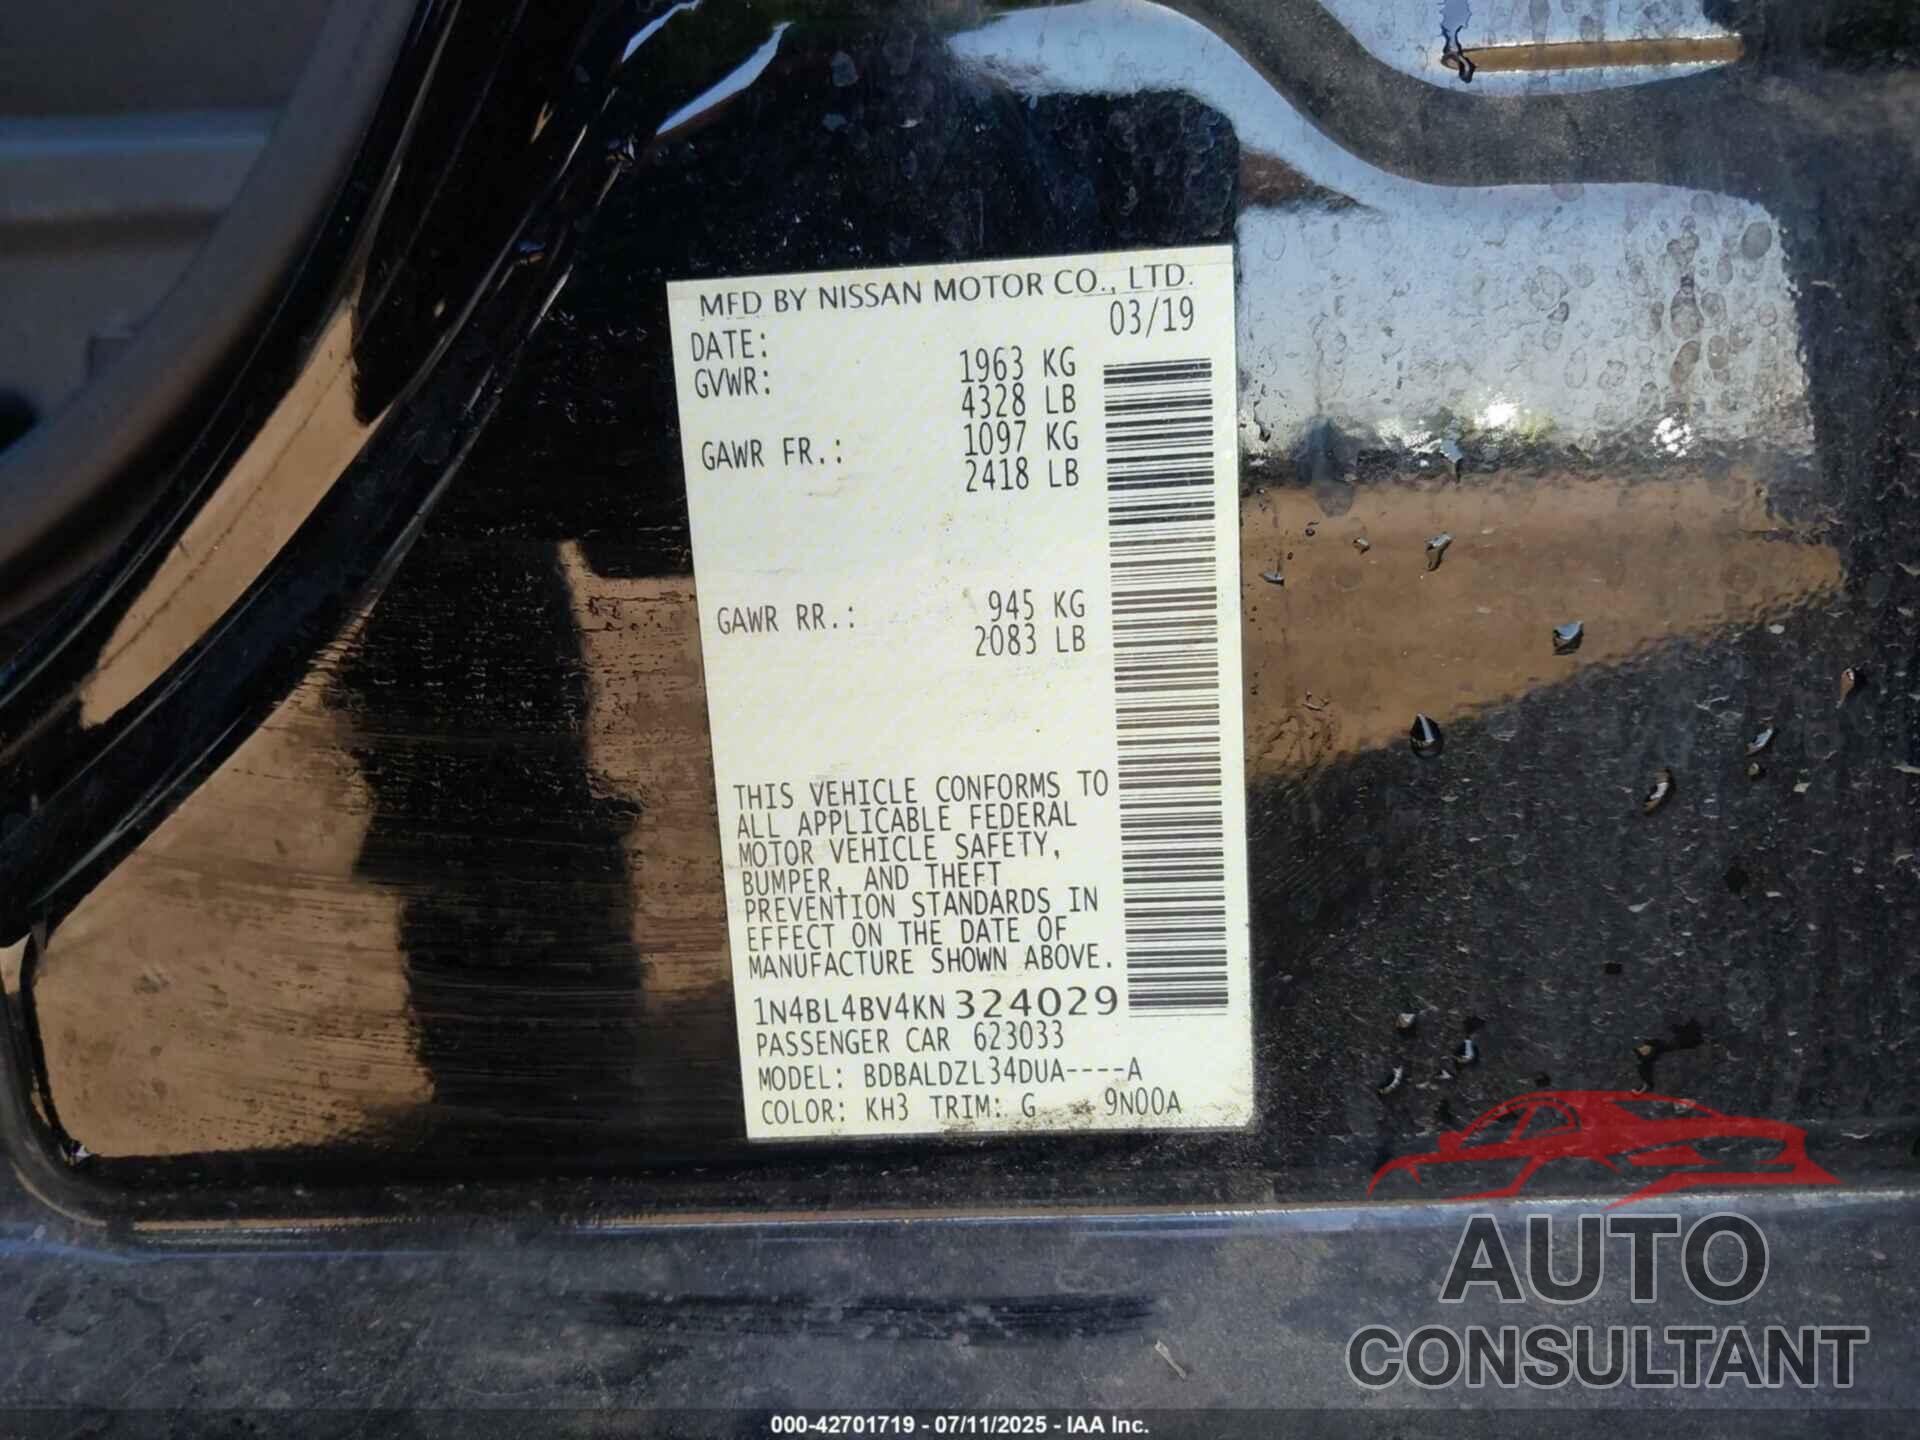 MFD BY NISSAN MOTOR CO., LTD.
DATE: 03/19
GVWR: 1963 KG
4328 LB
GAWR FR.: 1097 KG
2418 LB
GAWR RR.: 945 KG
2083 LB
THIS VEHICLE CONFORMS TO
ALL APPLICABLE FEDERAL
MOTOR VEHICLE SAFETY,
BUMPER, AND THEFT
PREVENTION STANDARDS IN
EFFECT ON THE DATE OF
MANUFACTURE SHOWN ABOVE.
1N4BL4BV4KN324029
PASSENGER CAR 623033
MODEL: BDBALDZL34DUA----A
COLOR: KH3 TRIM: G 9N00A
AUTO
CONSULTANT
000-42701719 - 07/11/2025 - IAA Inc.